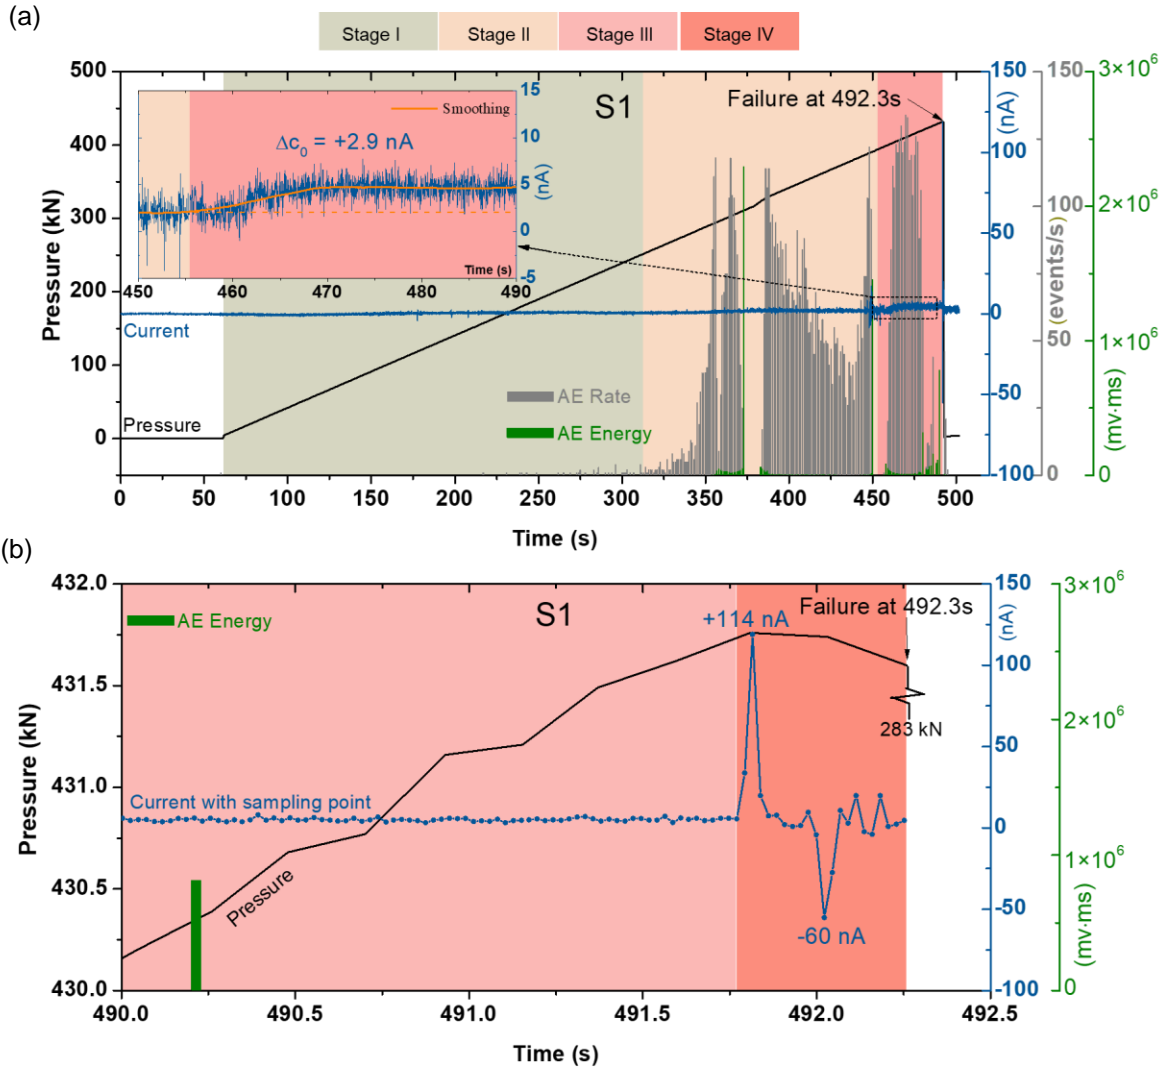 (a)
Stage I Stage II Stage III Stage IV
S1
Failure at 492.3s
Pressure (kN)
500
400
300
200
100
0
Smoothing
Δc₀ = +2.9 nA
15
10
5
0
-5
(nA)
Time (s)
450 460 470 480 490
Current
Pressure
AE Rate
AE Energy
150
100
50
0
-50
-100
(nA)
150
100
50
0
(events/s)
3×10⁶
2×10⁶
1×10⁶
0
(mv·ms)
0 50 100 150 200 250 300 350 400 450 500
Time (s)
(b)
AE Energy
S1
Failure at 492.3s
+114 nA
283 kN
Current with sampling point
Pressure
-60 nA
Pressure (kN)
432.0
431.5
431.0
430.5
430.0
150
100
50
0
-50
-100
(nA)
3×10⁶
2×10⁶
1×10⁶
0
(mv·ms)
490.0 490.5 491.0 491.5 492.0 492.5
Time (s)